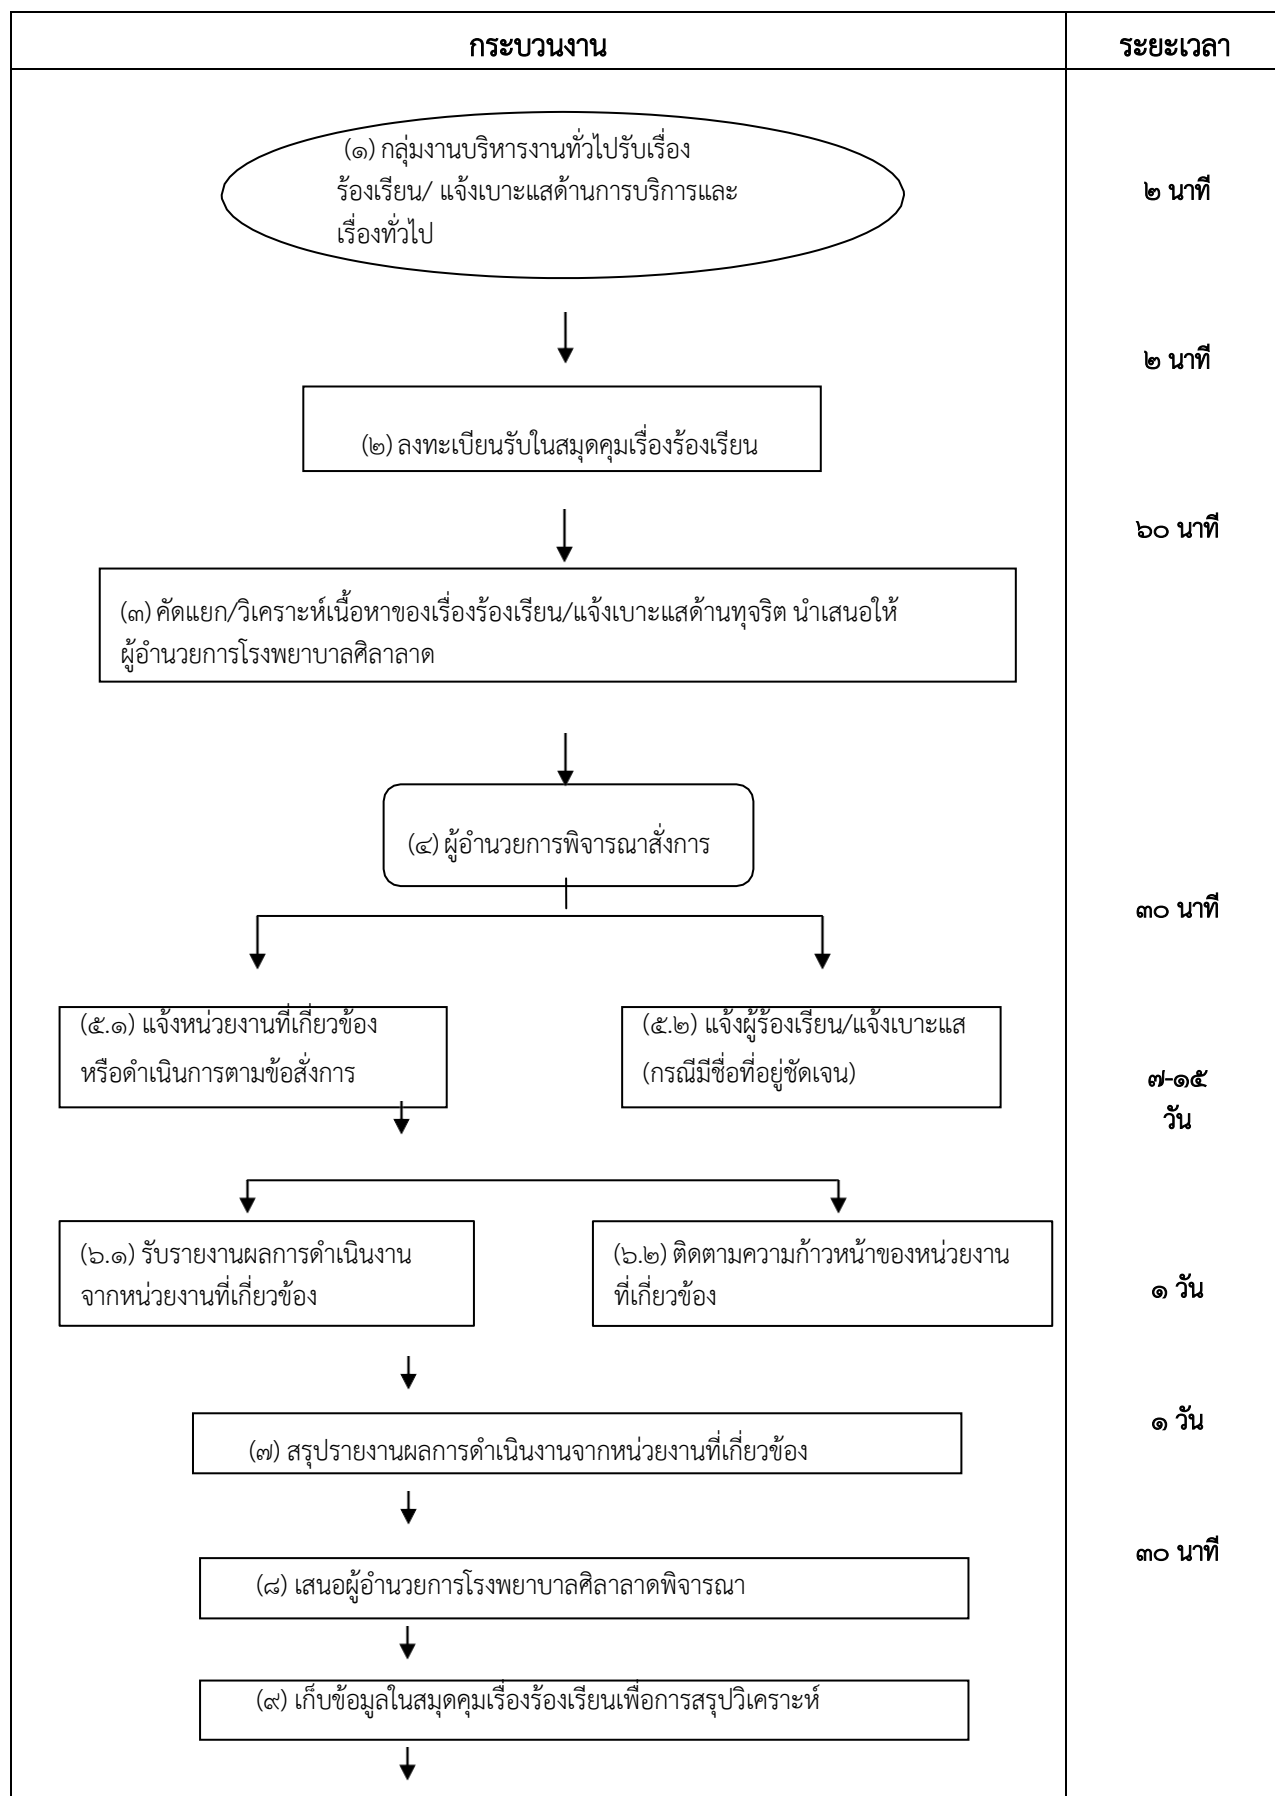 กระบวนงาน
ระยะเวลา
(๑) กลุ่มงานบริหารงานทั่วไปรับเรื่อง
ร้องเรียน/ แจ้งเบาะแสด้านการบริการและ
เรื่องทั่วไป
๒ นาที
๒ นาที
(๒) ลงทะเบียนรับในสมุดคุมเรื่องร้องเรียน
๖๐ นาที
(๓) คัดแยก/วิเคราะห์เนื้อหาของเรื่องร้องเรียน/แจ้งเบาะแสด้านทุจริต นำเสนอให้
ผู้อำนวยการโรงพยาบาลศิลาลาด
(๔) ผู้อำนวยการพิจารณาสั่งการ
๓๐ นาที
(๕.๑) แจ้งหน่วยงานที่เกี่ยวข้อง
หรือดำเนินการตามข้อสั่งการ
(๕.๒) แจ้งผู้ร้องเรียน/แจ้งเบาะแส
(กรณีมีชื่อที่อยู่ชัดเจน)
๗-๑๕
วัน
(๖.๑) รับรายงานผลการดำเนินงาน
จากหน่วยงานที่เกี่ยวข้อง
(๖.๒) ติดตามความก้าวหน้าของหน่วยงาน
ที่เกี่ยวข้อง
๑ วัน
๑ วัน
(๗) สรุปรายงานผลการดำเนินงานจากหน่วยงานที่เกี่ยวข้อง
๓๐ นาที
(๘) เสนอผู้อำนวยการโรงพยาบาลศิลาลาดพิจารณา
(๙) เก็บข้อมูลในสมุดคุมเรื่องร้องเรียนเพื่อการสรุปวิเคราะห์